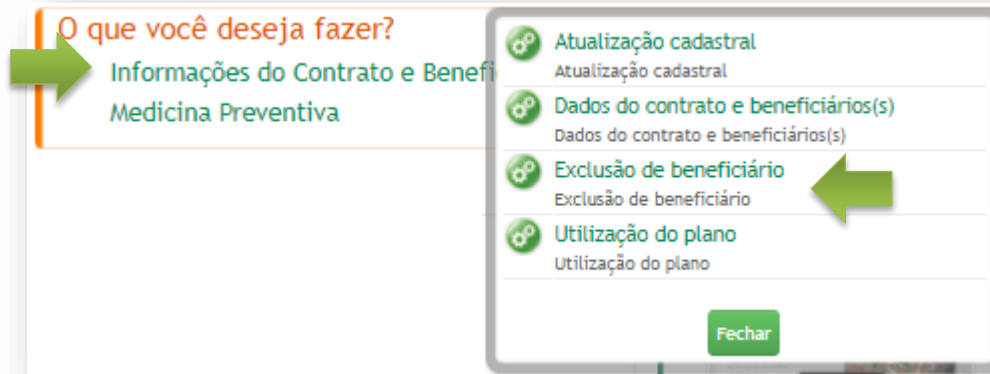 O que você deseja fazer?
Informações do Contrato e Benefi
Medicina Preventiva
Atualização cadastral
Atualização cadastral
Dados do contrato e beneficiários(s)
Dados do contrato e beneficiários(s)
Exclusão de beneficiário
Exclusão de beneficiário
Utilização do plano
Utilização do plano
Fechar